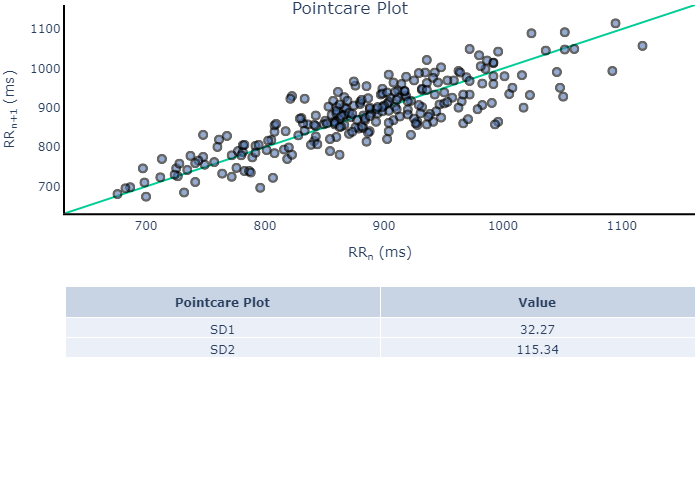 Pointcare Plot
1100
1000
900
800
700
RRn+1 (ms)
700 800 900 1000 1100
RRn (ms)
Pointcare Plot Value
SD1 32.27
SD2 115.34